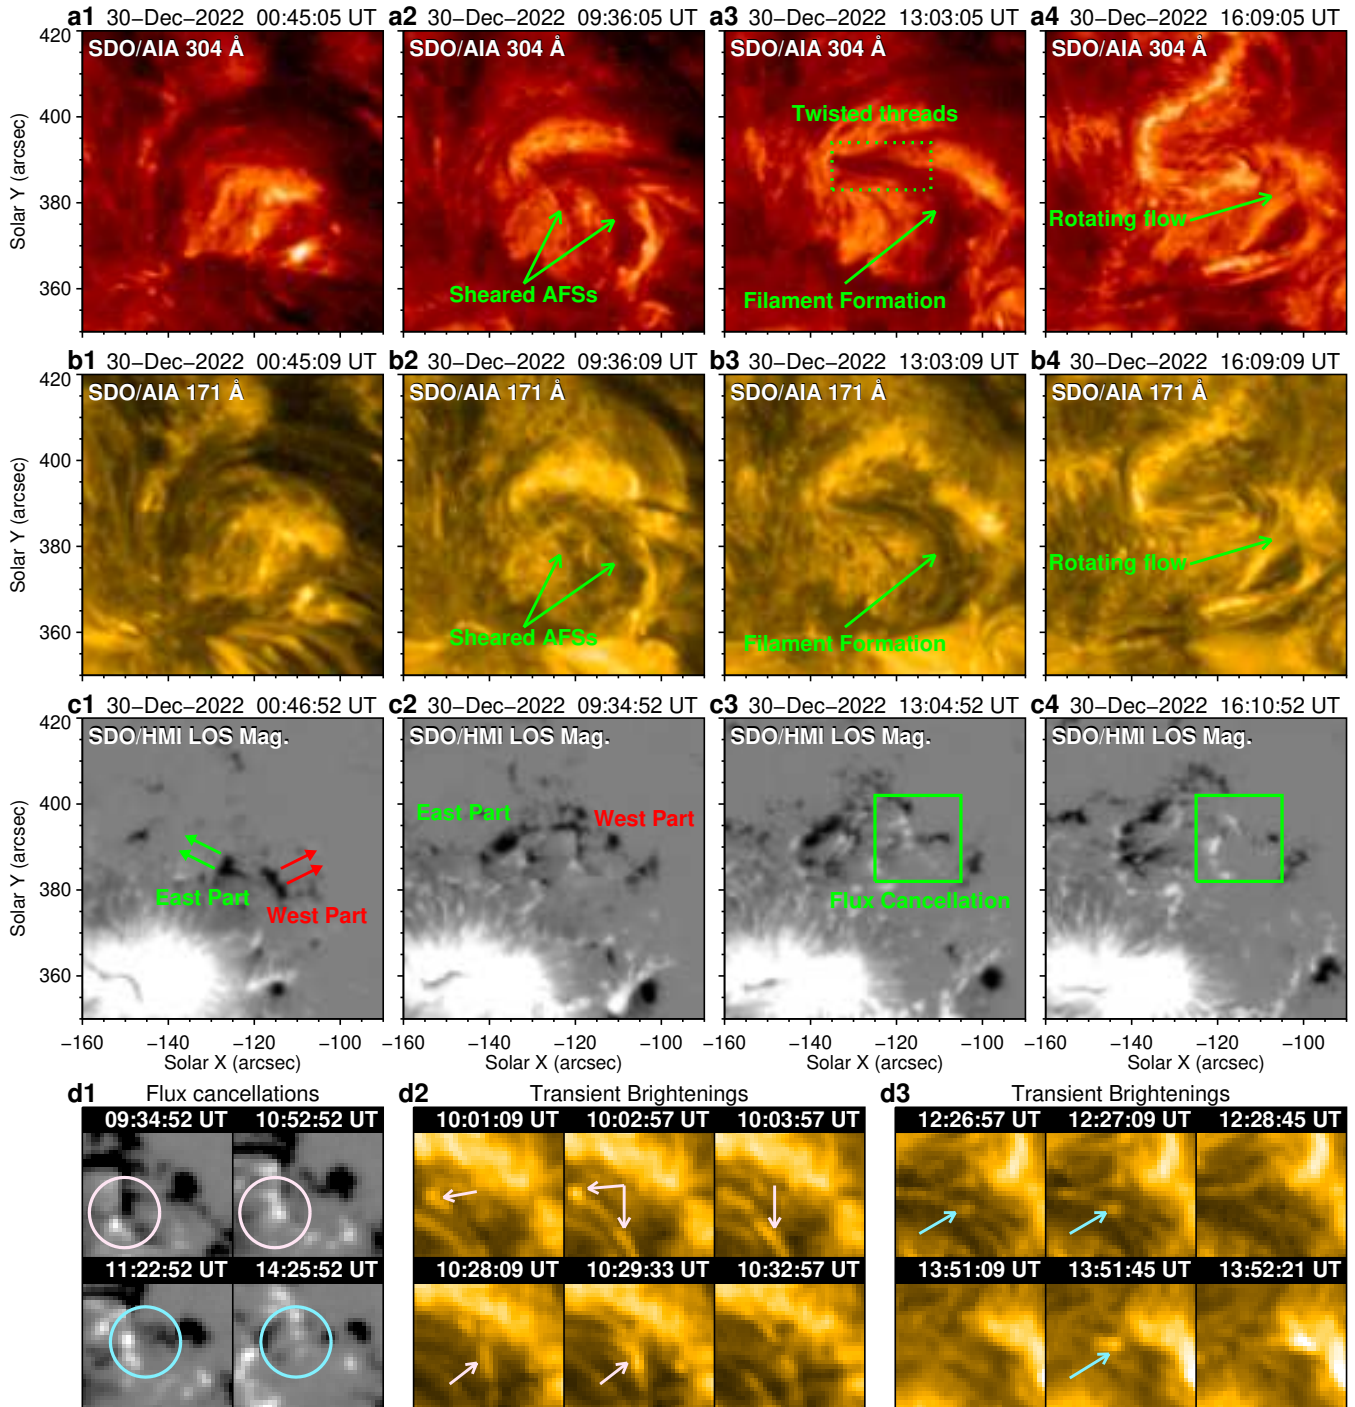 a1 30-Dec-2022 00:45:05 UT a2 30-Dec-2022 09:36:05 UT a3 30-Dec-2022 13:03:05 UT a4 30-Dec-2022 16:09:05 UT
SDO/AIA 304 Å SDO/AIA 304 Å SDO/AIA 304 Å SDO/AIA 304 Å
420
400
380
360
Solar Y (arcsec)
Twisted threads
Sheared AFSs
Filament Formation
Rotating flow
b1 30-Dec-2022 00:45:09 UT b2 30-Dec-2022 09:36:09 UT b3 30-Dec-2022 13:03:09 UT b4 30-Dec-2022 16:09:09 UT
SDO/AIA 171 Å SDO/AIA 171 Å SDO/AIA 171 Å SDO/AIA 171 Å
420
400
380
360
Solar Y (arcsec)
Sheared AFSs
Filament Formation
Rotating flow
c1 30-Dec-2022 00:46:52 UT c2 30-Dec-2022 09:34:52 UT c3 30-Dec-2022 13:04:52 UT c4 30-Dec-2022 16:10:52 UT
SDO/HMI LOS Mag. SDO/HMI LOS Mag. SDO/HMI LOS Mag. SDO/HMI LOS Mag.
420
400
380
360
Solar Y (arcsec)
East Part
West Part
East Part
West Part
Flux Cancellation
-160 -140 -120 -100 -160 -140 -120 -100 -160 -140 -120 -100 -160 -140 -120 -100
Solar X (arcsec) Solar X (arcsec) Solar X (arcsec) Solar X (arcsec)
d1 Flux cancellations d2 Transient Brightenings d3 Transient Brightenings
09:34:52 UT 10:52:52 UT 10:01:09 UT 10:02:57 UT 10:03:57 UT 12:26:57 UT 12:27:09 UT 12:28:45 UT
11:22:52 UT 14:25:52 UT 10:28:09 UT 10:29:33 UT 10:32:57 UT 13:51:09 UT 13:51:45 UT 13:52:21 UT